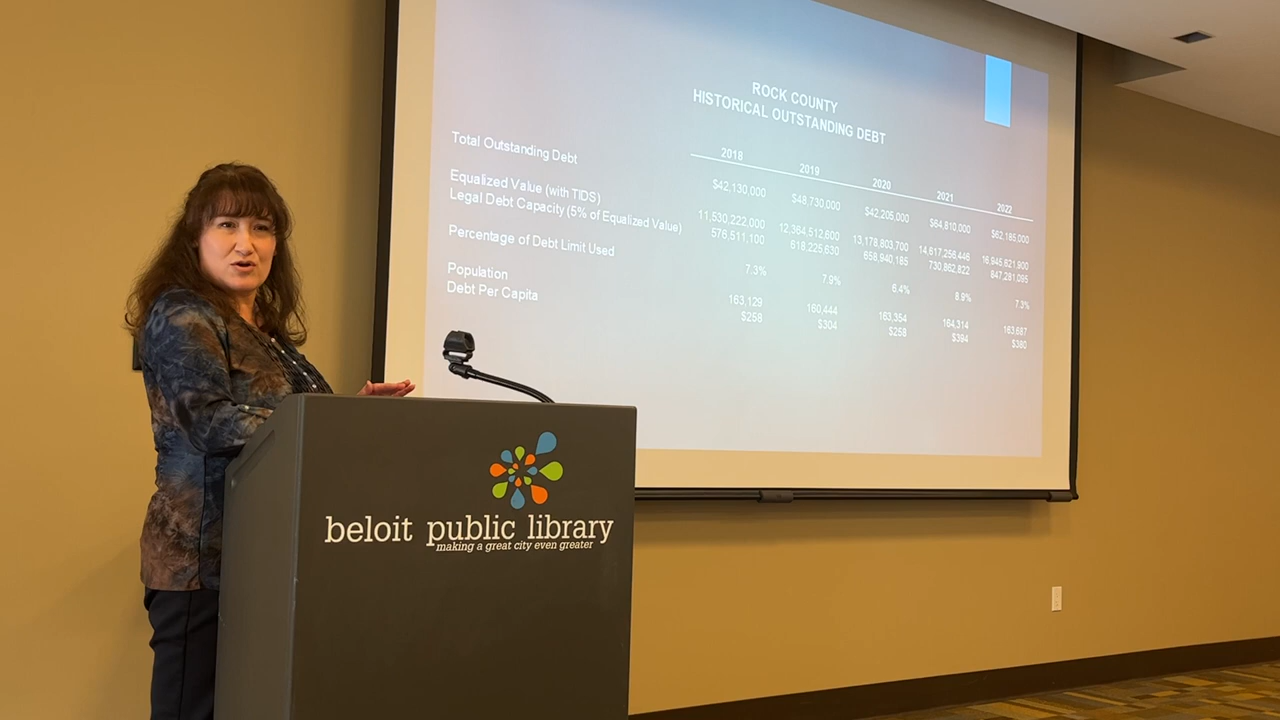 ROCK COUNTY
HISTORICAL OUTSTANDING DEBT
2018 2019 2020 2021 2022
Total Outstanding Debt $42,130,000 $48,730,000 $42,205,000 $64,810,000 $62,185,000
Equalized Value (with TIDS) 11,530,222,000 12,364,512,600 13,178,803,700 14,617,256,446 16,945,621,900
Legal Debt Capacity (5% of Equalized Value) 576,511,100 618,225,630 658,940,185 730,862,822 847,281,095
Percentage of Debt Limit Used 7.3% 7.9% 6.4% 8.9% 7.3%
Population 163,129 160,444 163,354 164,314 163,687
Debt Per Capita $258 $304 $258 $394 $380
beloit public library
making a great city even greater